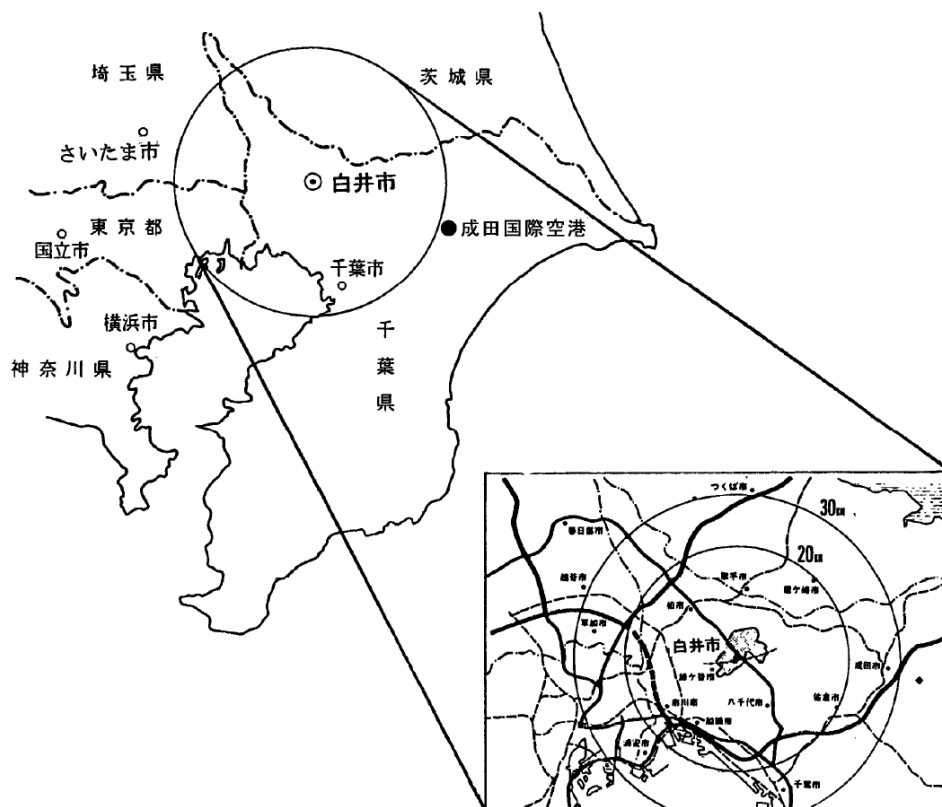 埼玉県
茨城県
さいたま市
白井市
東京都
成田国際空港
国立市
千葉市
横浜市
千葉県
神奈川県
つくば市
30KM
春日部市
20KM
越谷市
取手市
龍ケ崎市
柏市
草加市
白井市
成田市
鎌ケ谷市
佐倉市
市川市
八千代市
船橋市
浦安市
千葉市